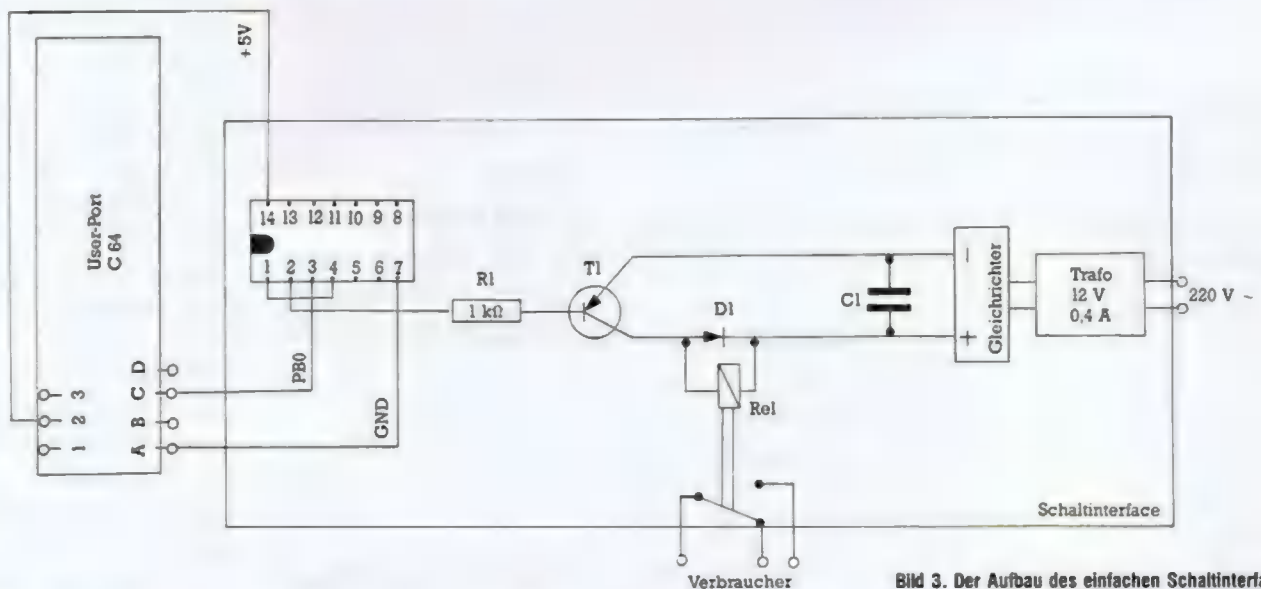 +5V
User-Port
C 64
14 13 12 11 10 9 8
1 2 3 4 5 6 7
R1
1 kΩ
T1
D1
C1
−
+
Gleichrichter
Trafo
12 V
0,4 A
220 V ~
Rel
PB0
GND
3
2
1
D
C
B
A
Schaltinterface
Verbraucher
Bild 3. Der Aufbau des einfachen Schaltinterfa